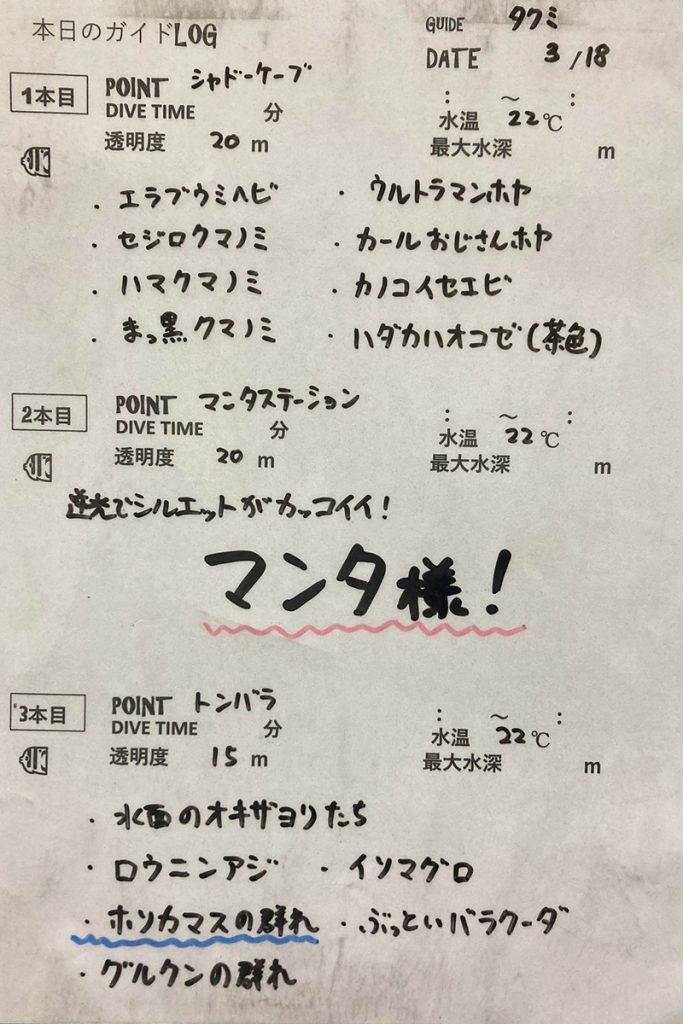 本日のガイドLOG
GUIDE タクミ
DATE 3/18
1本目 POINT シャドーケーブ
DIVE TIME 分 : ～ :
水温 22℃
透明度 20 m 最大水深 m
・エラブウミヘビ ・ウルトラマンホヤ
・セジロクマノミ ・カールおじさんホヤ
・ハマクマノミ ・カノコイセエビ
・まっ黒クマノミ ・ハダカハオコゼ(茶色)
2本目 POINT マンタステーション
DIVE TIME 分 : ～ :
水温 22℃
透明度 20 m 最大水深 m
逆光でシルエットがカッコイイ!
マンタ様!
3本目 POINT トンバラ
DIVE TIME 分 : ～ :
水温 22℃
透明度 15 m 最大水深 m
・水面のオキザヨリたち
・ロウニンアジ ・イソマグロ
・ホソカマスの群れ ・ぶっといバラクーダ
・グルクンの群れ